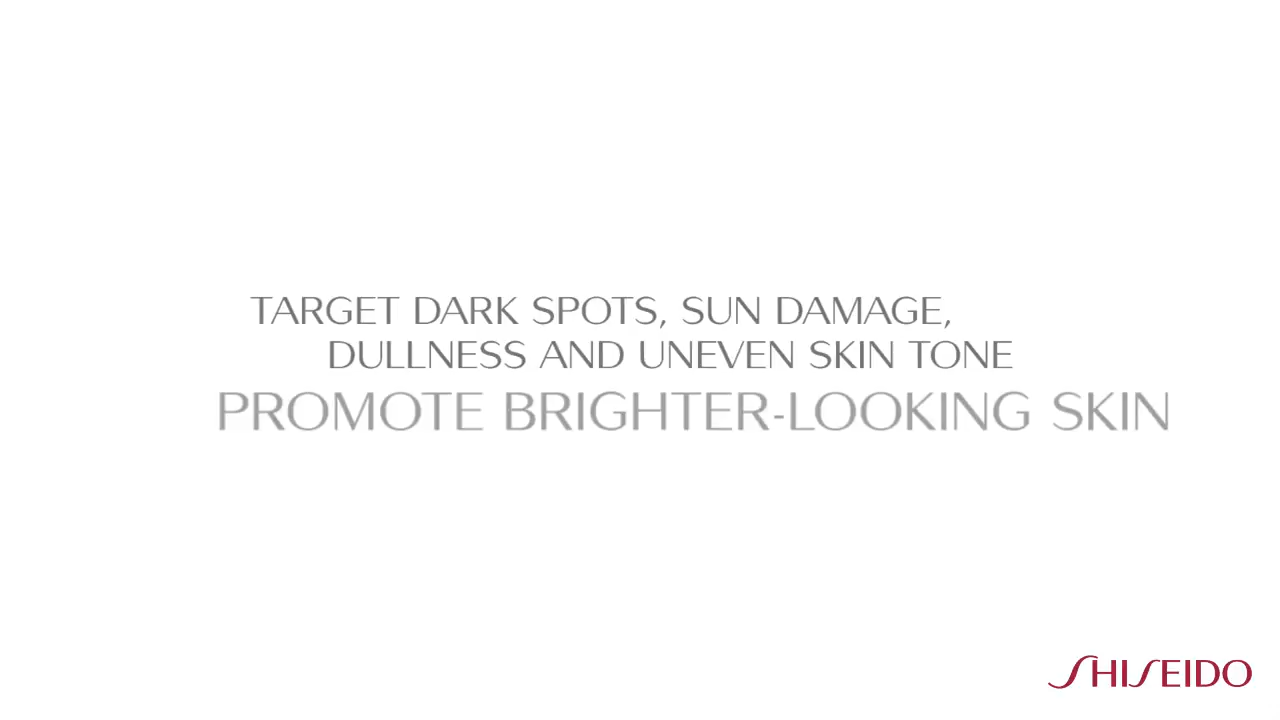 TARGET DARK SPOTS, SUN DAMAGE,
DULLNESS AND UNEVEN SKIN TONE
PROMOTE BRIGHTER-LOOKING SKIN
SHISEIDO